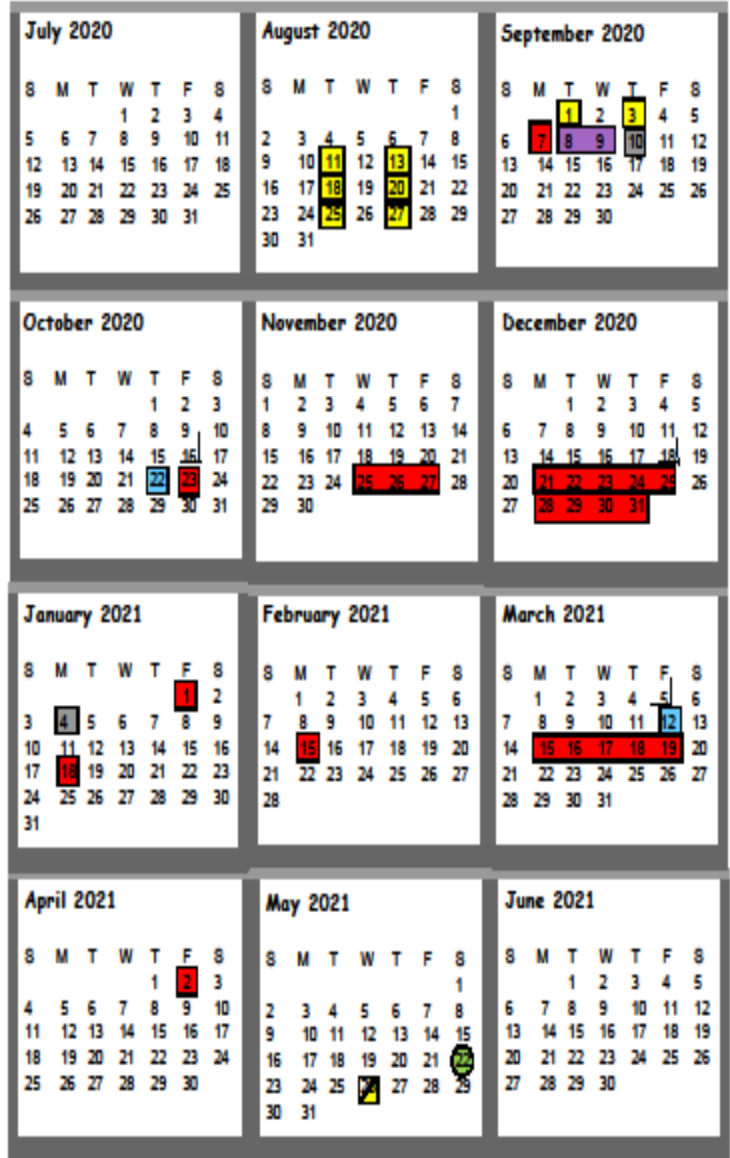 July 2020
S M T W T F S
1 2 3 4
5 6 7 8 9 10 11
12 13 14 15 16 17 18
19 20 21 22 23 24 25
26 27 28 29 30 31
August 2020
S M T W T F S
1
2 3 4 5 6 7 8
9 10 11 12 13 14 15
16 17 18 19 20 21 22
23 24 25 26 27 28 29
30 31
September 2020
S M T W T F S
1 2 3 4 5
6 7 8 9 10 11 12
13 14 15 16 17 18 19
20 21 22 23 24 25 26
27 28 29 30
October 2020
S M T W T F S
1 2 3
4 5 6 7 8 9 10
11 12 13 14 15 16 17
18 19 20 21 22 23 24
25 26 27 28 29 30 31
November 2020
S M T W T F S
1 2 3 4 5 6 7
8 9 10 11 12 13 14
15 16 17 18 19 20 21
22 23 24 25 26 27 28
29 30
December 2020
S M T W T F S
1 2 3 4 5
6 7 8 9 10 11 12
13 14 15 16 17 18 19
20 21 22 23 24 25 26
27 28 29 30 31
January 2021
S M T W T F S
1 2
3 4 5 6 7 8 9
10 11 12 13 14 15 16
17 18 19 20 21 22 23
24 25 26 27 28 29 30
31
February 2021
S M T W T F S
1 2 3 4 5 6
7 8 9 10 11 12 13
14 15 16 17 18 19 20
21 22 23 24 25 26 27
28
March 2021
S M T W T F S
1 2 3 4 5 6
7 8 9 10 11 12 13
14 15 16 17 18 19 20
21 22 23 24 25 26 27
28 29 30 31
April 2021
S M T W T F S
1 2 3
4 5 6 7 8 9 10
11 12 13 14 15 16 17
18 19 20 21 22 23 24
25 26 27 28 29 30
May 2021
S M T W T F S
1
2 3 4 5 6 7 8
9 10 11 12 13 14 15
16 17 18 19 20 21 22
23 24 25 27 28 29
30 31
June 2021
S M T W T F S
1 2 3 4 5
6 7 8 9 10 11 12
13 14 15 16 17 18 19
20 21 22 23 24 25 26
27 28 29 30